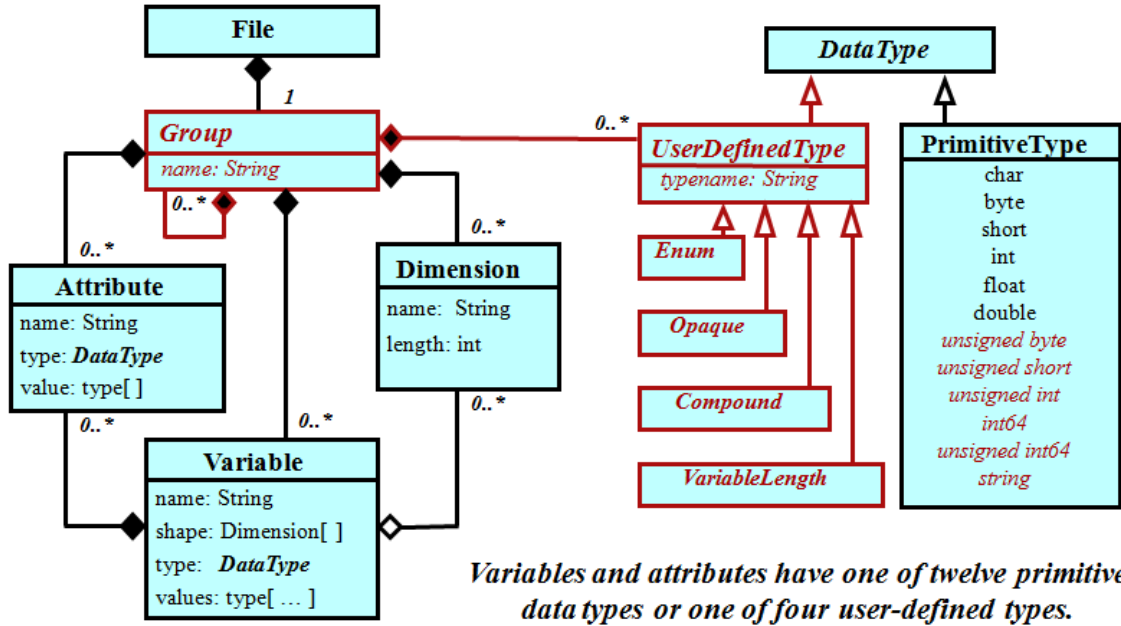 File
1
Group
name: String
0..*
0..*
0..*
0..*
0..*
Attribute
name: String
type: DataType
value: type[ ]
Dimension
name: String
length: int
0..*
0..*
0..*
Variable
name: String
shape: Dimension[ ]
type: DataType
values: type[ ... ]
DataType
UserDefinedType
typename: String
Enum
Opaque
Compound
VariableLength
PrimitiveType
char
byte
short
int
float
double
unsigned byte
unsigned short
unsigned int
int64
unsigned int64
string
Variables and attributes have one of twelve primitive
data types or one of four user-defined types.